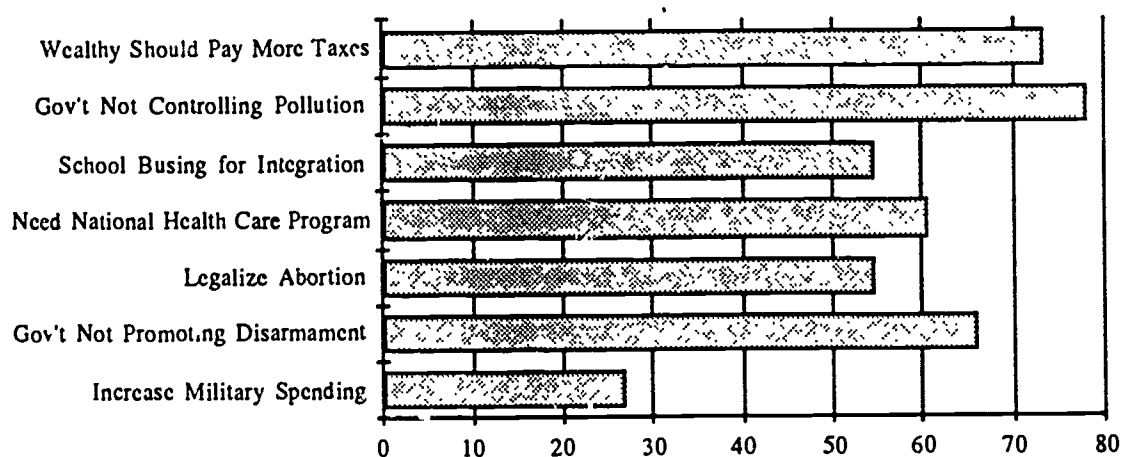 Wealthy Should Pay More Taxes
Gov't Not Controlling Pollution
School Busing for Integration
Need National Health Care Program
Legalize Abortion
Gov't Not Promoting Disarmament
Increase Military Spending
0 10 20 30 40 50 60 70 80